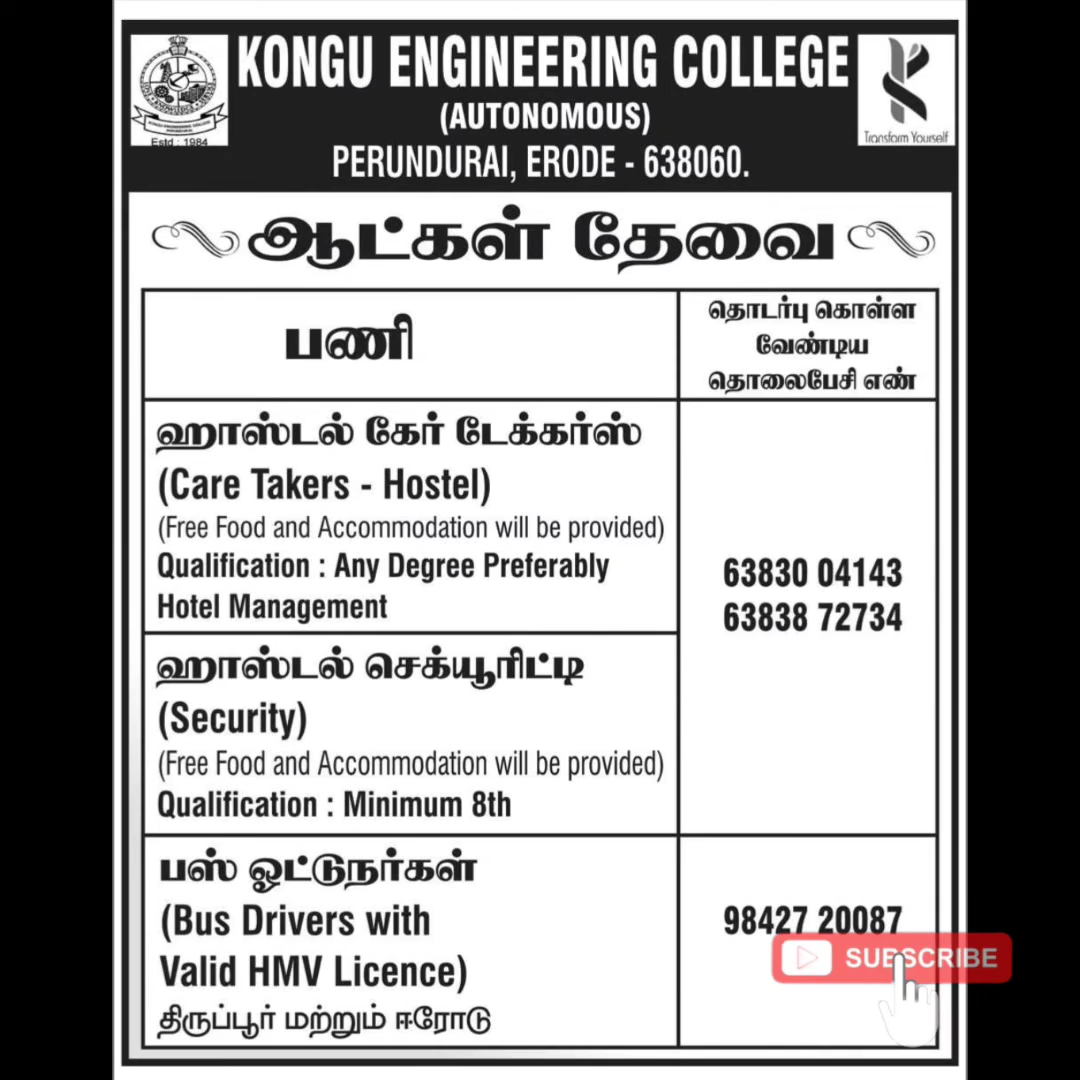 KONGU ENGINEERING COLLEGE
(AUTONOMOUS)
PERUNDURAI, ERODE - 638060.
KONGU ENGINEERING COLLEGE
Estd : 1984
Transform Yourself
ஆட்கள் தேவை
பணி
தொடர்பு கொள்ள
வேண்டிய
தொலைபேசி எண்
ஹாஸ்டல் கேர் டேக்கர்ஸ்
(Care Takers - Hostel)
(Free Food and Accommodation will be provided)
Qualification : Any Degree Preferably
Hotel Management
63830 04143
63838 72734
ஹாஸ்டல் செக்யூரிட்டி
(Security)
(Free Food and Accommodation will be provided)
Qualification : Minimum 8th
பஸ் ஓட்டுநர்கள்
(Bus Drivers with
Valid HMV Licence)
திருப்பூர் மற்றும் ஈரோடு
98427 20087
SUBSCRIBE